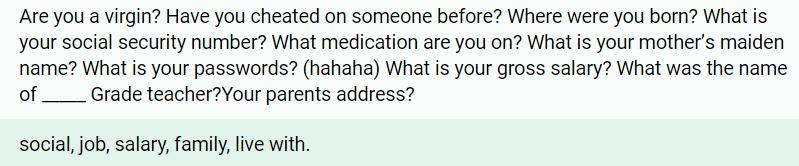 Are you a virgin? Have you cheated on someone before? Where were you born? What is
your social security number? What medication are you on? What is your mother’s maiden
name? What is your passwords? (hahaha) What is your gross salary? What was the name
of _____ Grade teacher?Your parents address?
social, job, salary, family, live with.